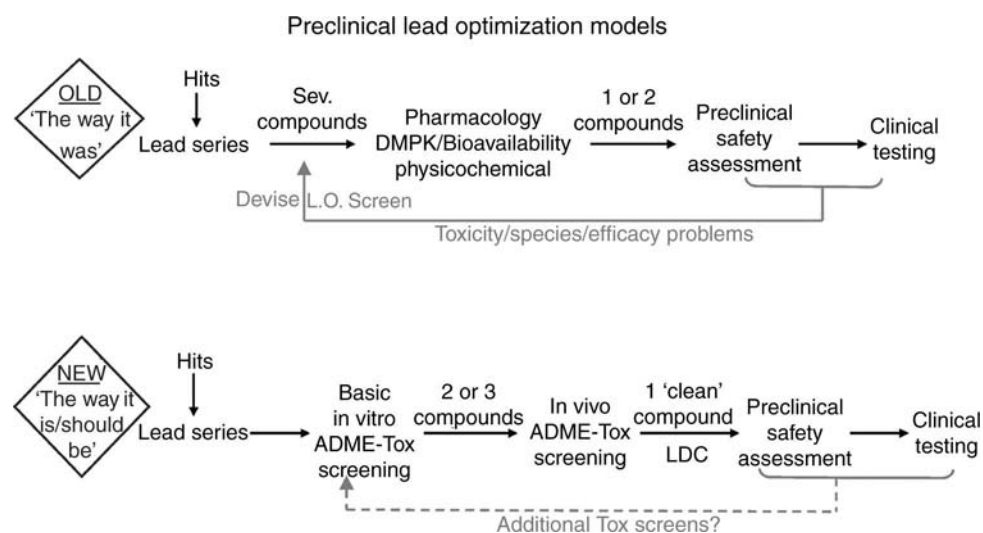 Preclinical lead optimization models
OLD
'The way it
was'
Hits
Lead series
Sev.
compounds
Pharmacology
DMPK/Bioavailability
physicochemical
1 or 2
compounds
Preclinical
safety
assessment
Clinical
testing
Devise L.O. Screen
Toxicity/species/efficacy problems
NEW
'The way it
is/should
be'
Hits
Lead series
Basic
in vitro
ADME-Tox
screening
2 or 3
compounds
In vivo
ADME-Tox
screening
1 'clean'
compound
LDC
Preclinical
safety
assessment
Clinical
testing
Additional Tox screens?